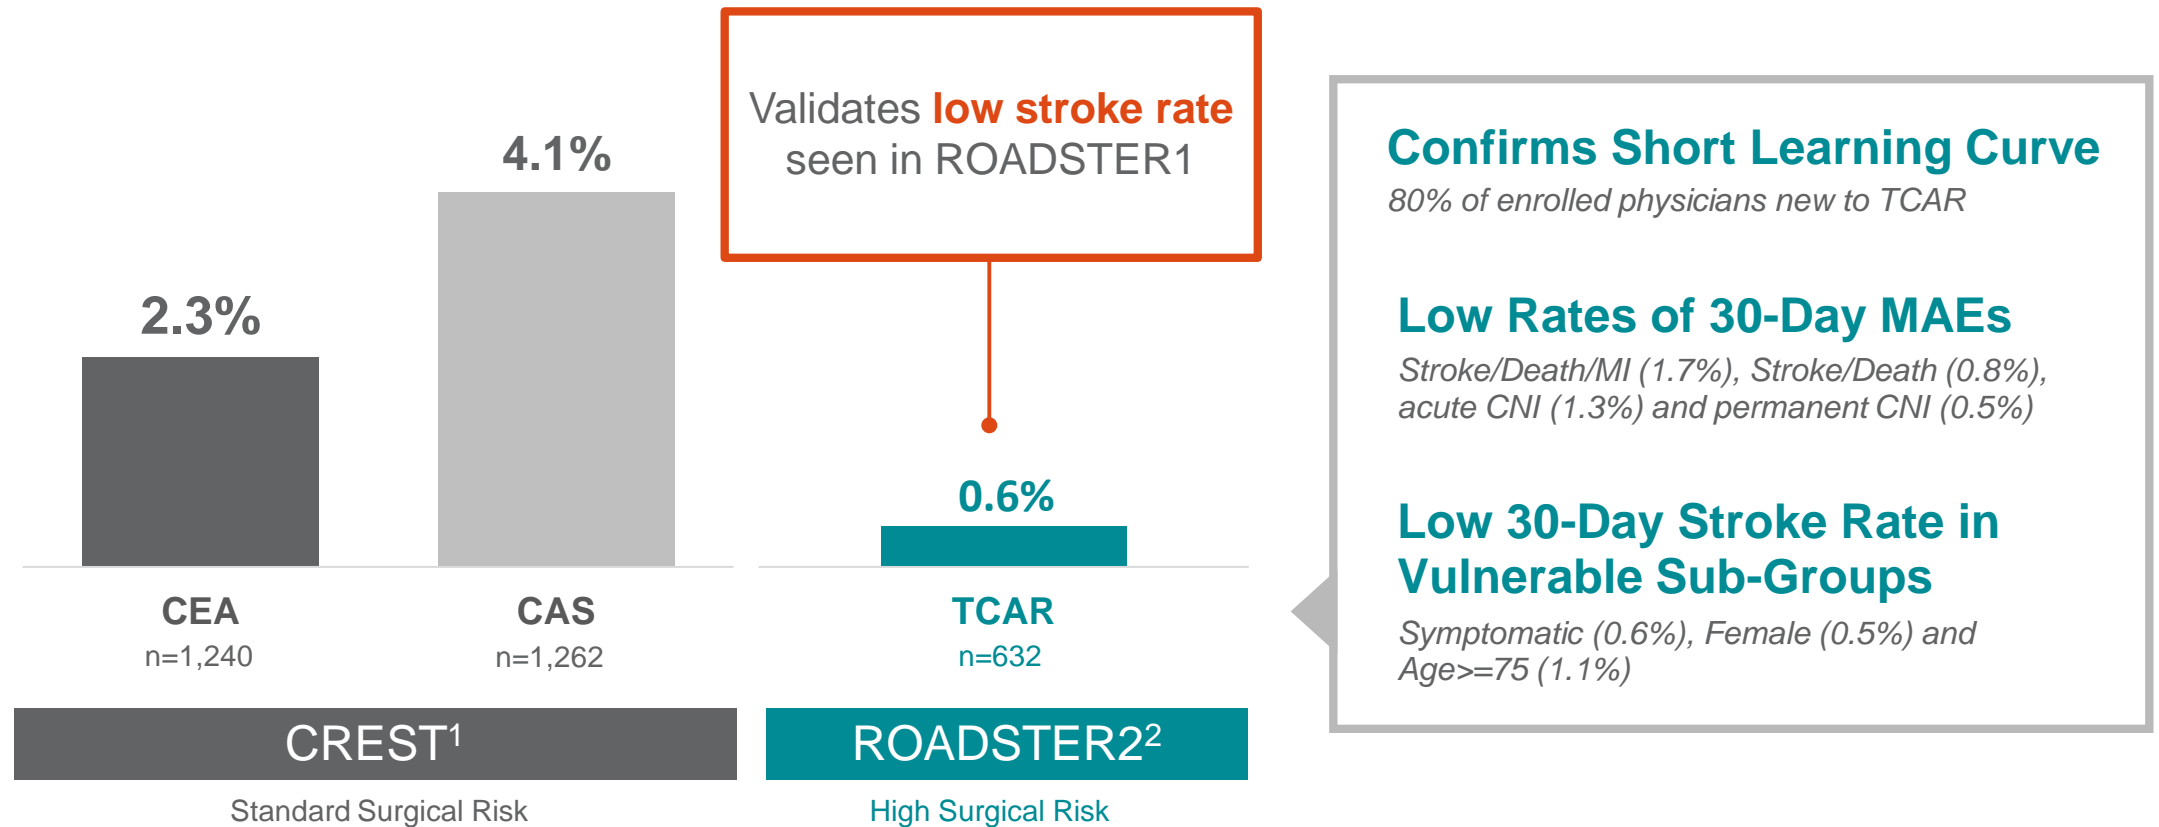 2.3%
4.1%
Validates low stroke rate
seen in ROADSTER1
0.6%
CEA
n=1,240
CAS
n=1,262
TCAR
n=632
CREST¹
Standard Surgical Risk
ROADSTER2²
High Surgical Risk
Confirms Short Learning Curve
80% of enrolled physicians new to TCAR
Low Rates of 30-Day MAEs
Stroke/Death/MI (1.7%), Stroke/Death (0.8%),
acute CNI (1.3%) and permanent CNI (0.5%)
Low 30-Day Stroke Rate in
Vulnerable Sub-Groups
Symptomatic (0.6%), Female (0.5%) and
Age>=75 (1.1%)